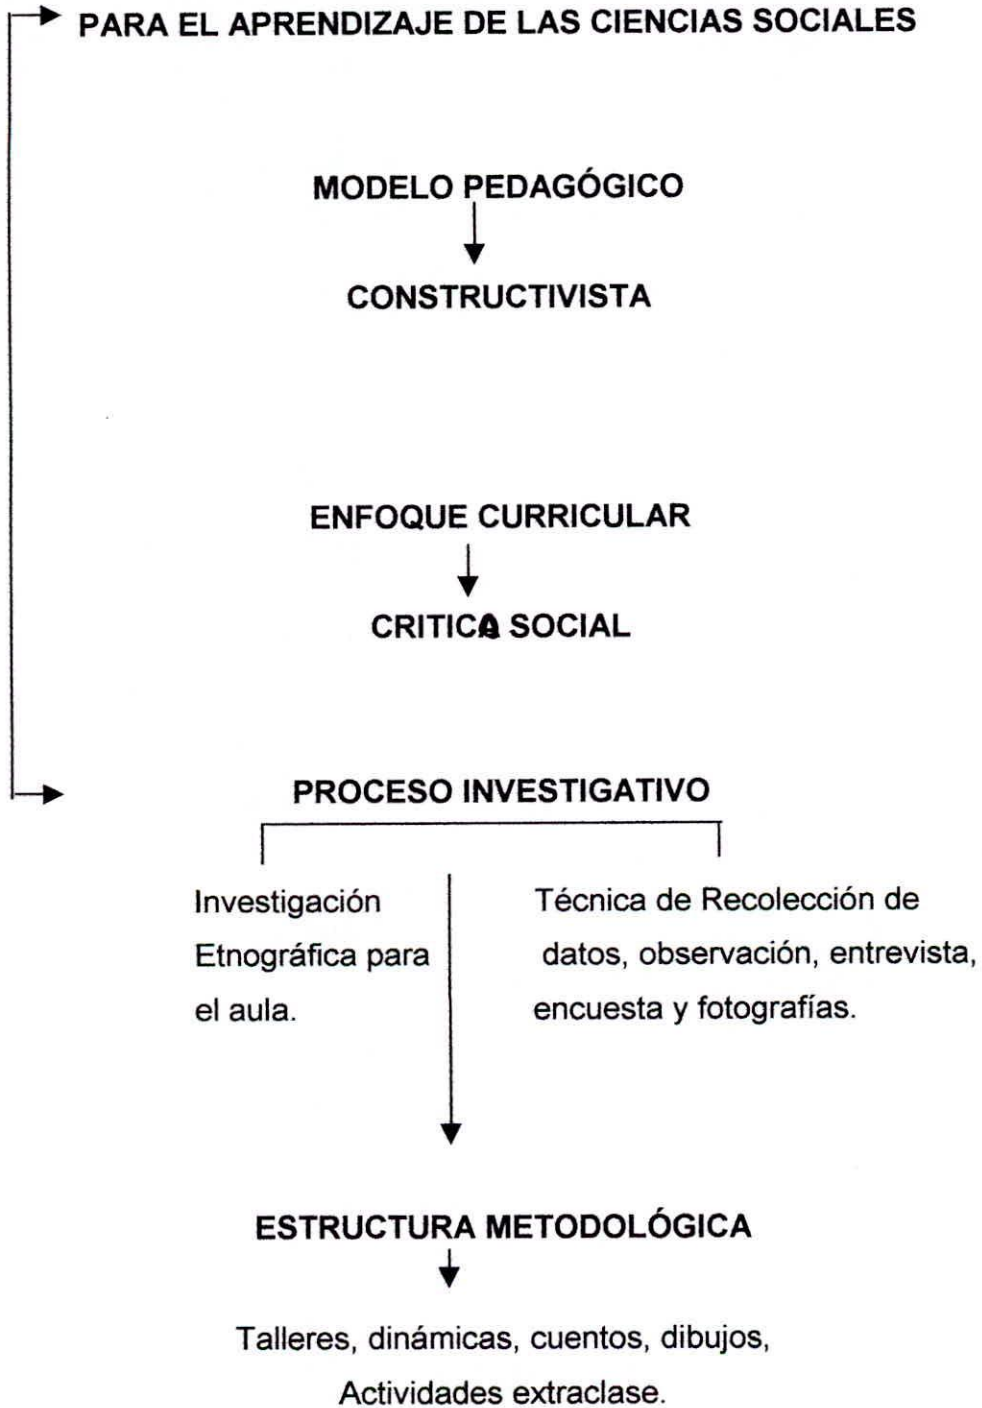 PARA EL APRENDIZAJE DE LAS CIENCIAS SOCIALES
MODELO PEDAGÓGICO
CONSTRUCTIVISTA
ENFOQUE CURRICULAR
CRITICA SOCIAL
PROCESO INVESTIGATIVO
Investigación
Etnográfica para
el aula.
Técnica de Recolección de
datos, observación, entrevista,
encuesta y fotografías.
ESTRUCTURA METODOLÓGICA
Talleres, dinámicas, cuentos, dibujos,
Actividades extraclase.